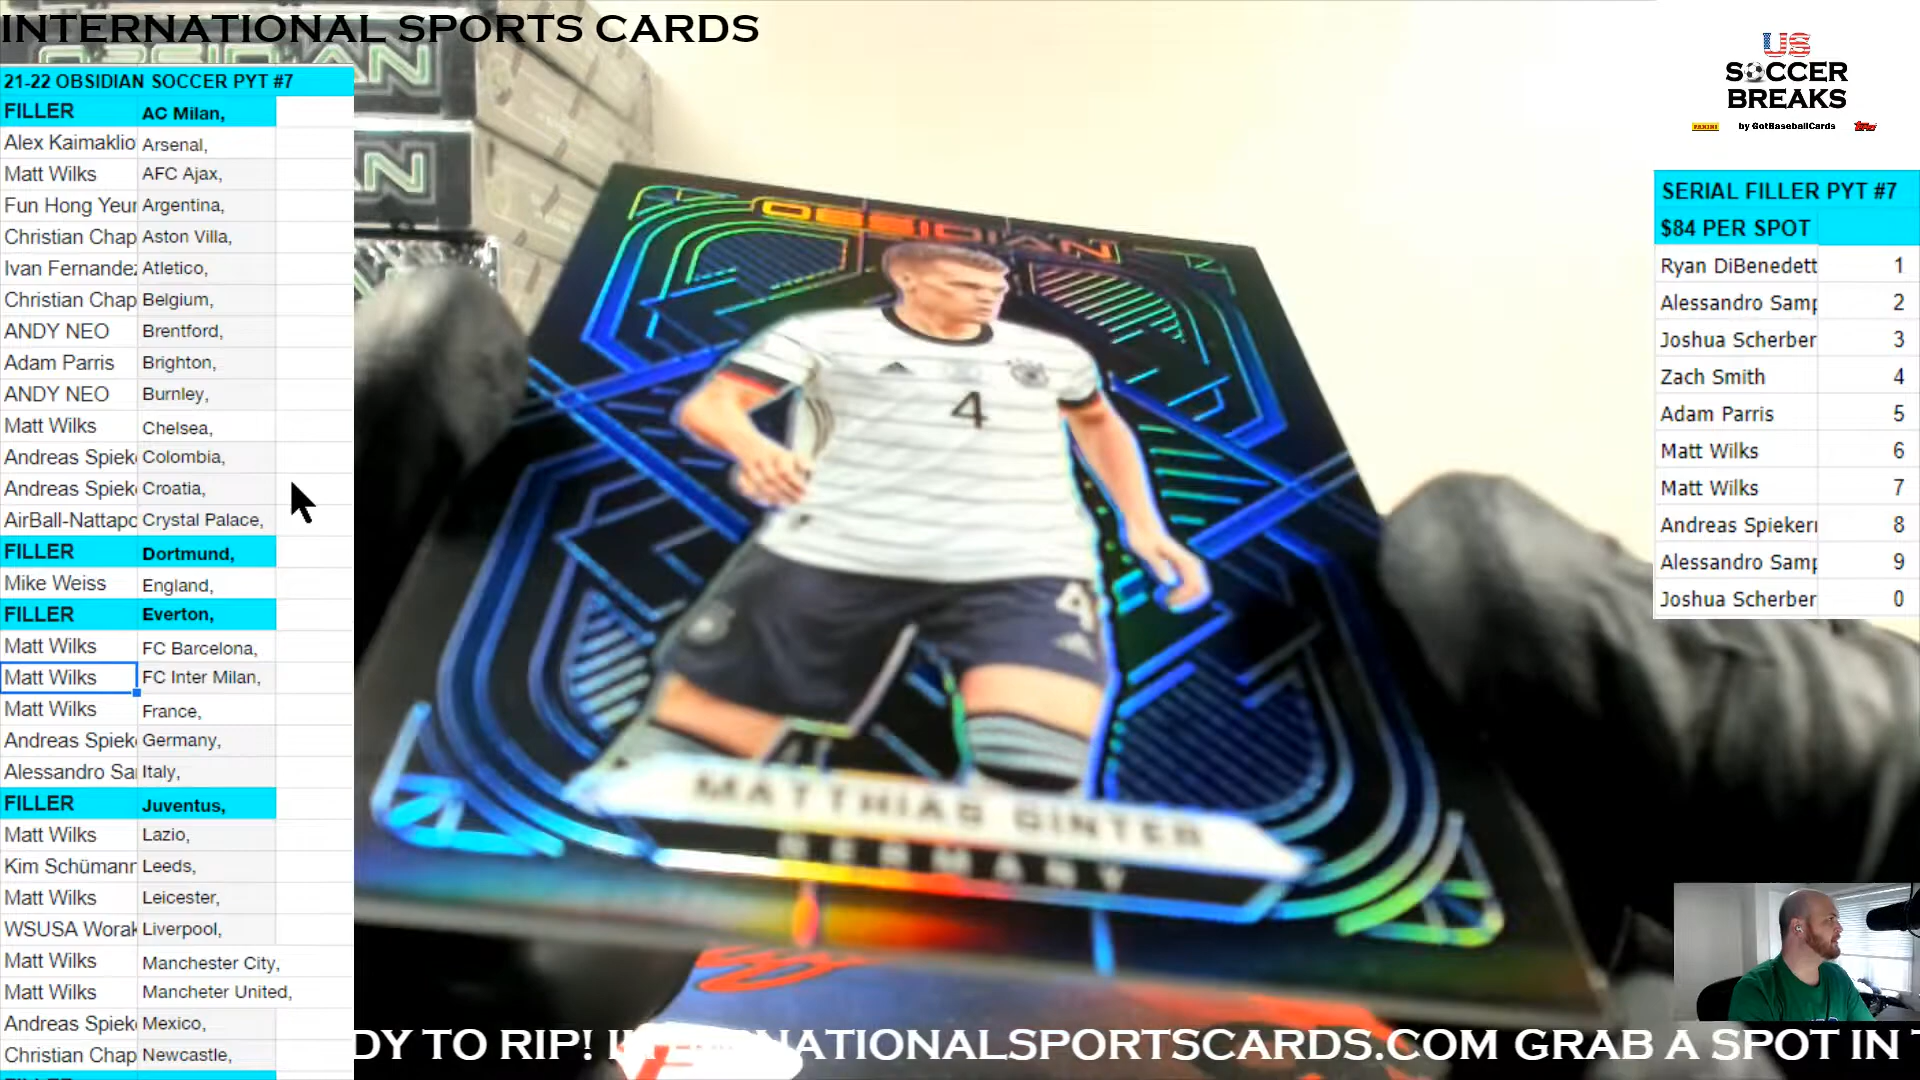 INTERNATIONAL SPORTS CARDS
21-22 OBSIDIAN SOCCER PYT #7
FILLER AC Milan,
Alex Kaimaklio Arsenal,
Matt Wilks AFC Ajax,
Fun Hong Yeur Argentina,
Christian Chap Aston Villa,
Ivan Fernandez Atletico,
Christian Chap Belgium,
ANDY NEO Brentford,
Adam Parris Brighton,
ANDY NEO Burnley,
Matt Wilks Chelsea,
Andreas Spiek Colombia,
Andreas Spiek Croatia,
AirBall-Nattapo Crystal Palace,
FILLER Dortmund,
Mike Weiss England,
FILLER Everton,
Matt Wilks FC Barcelona,
Matt Wilks FC Inter Milan,
Matt Wilks France,
Andreas Spiek Germany,
Alessandro Sa Italy,
FILLER Juventus,
Matt Wilks Lazio,
Kim Schümann Leeds,
Matt Wilks Leicester,
WSUSA Worak Liverpool,
Matt Wilks Manchester City,
Matt Wilks Mancheter United,
Andreas Spiek Mexico,
Christian Chap Newcastle,
OBSIDIAN
4
4
MATTHIAS GINTER
GERMANY
US
SOCCER
BREAKS
PANINI by GotBaseballCards topps
SERIAL FILLER PYT #7
$84 PER SPOT
Ryan DiBenedett 1
Alessandro Samp 2
Joshua Scherber 3
Zach Smith 4
Adam Parris 5
Matt Wilks 6
Matt Wilks 7
Andreas Spieker 8
Alessandro Samp 9
Joshua Scherber 0
DY TO RIP! INTERNATIONALSPORTSCARDS.COM GRAB A SPOT IN